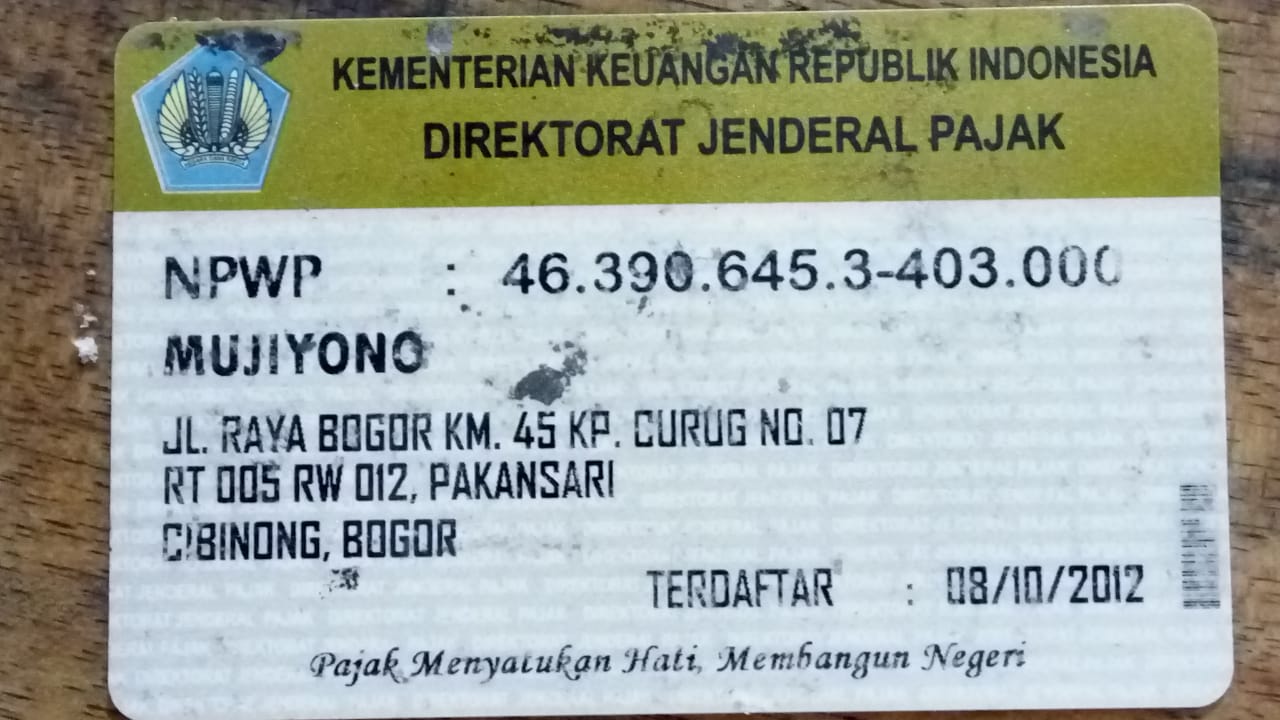 KEMENTERIAN KEUANGAN REPUBLIK INDONESIA
DIREKTORAT JENDERAL PAJAK
NPWP : 46.390.645.3-403.000
MUJIYONO
JL. RAYA BOGOR KM. 45 KP. CURUG NO. 07
RT 005 RW 012, PAKANSARI
CIBINONG, BOGOR
TERDAFTAR : 08/10/2012
Pajak Menyatukan Hati, Membangun Negeri